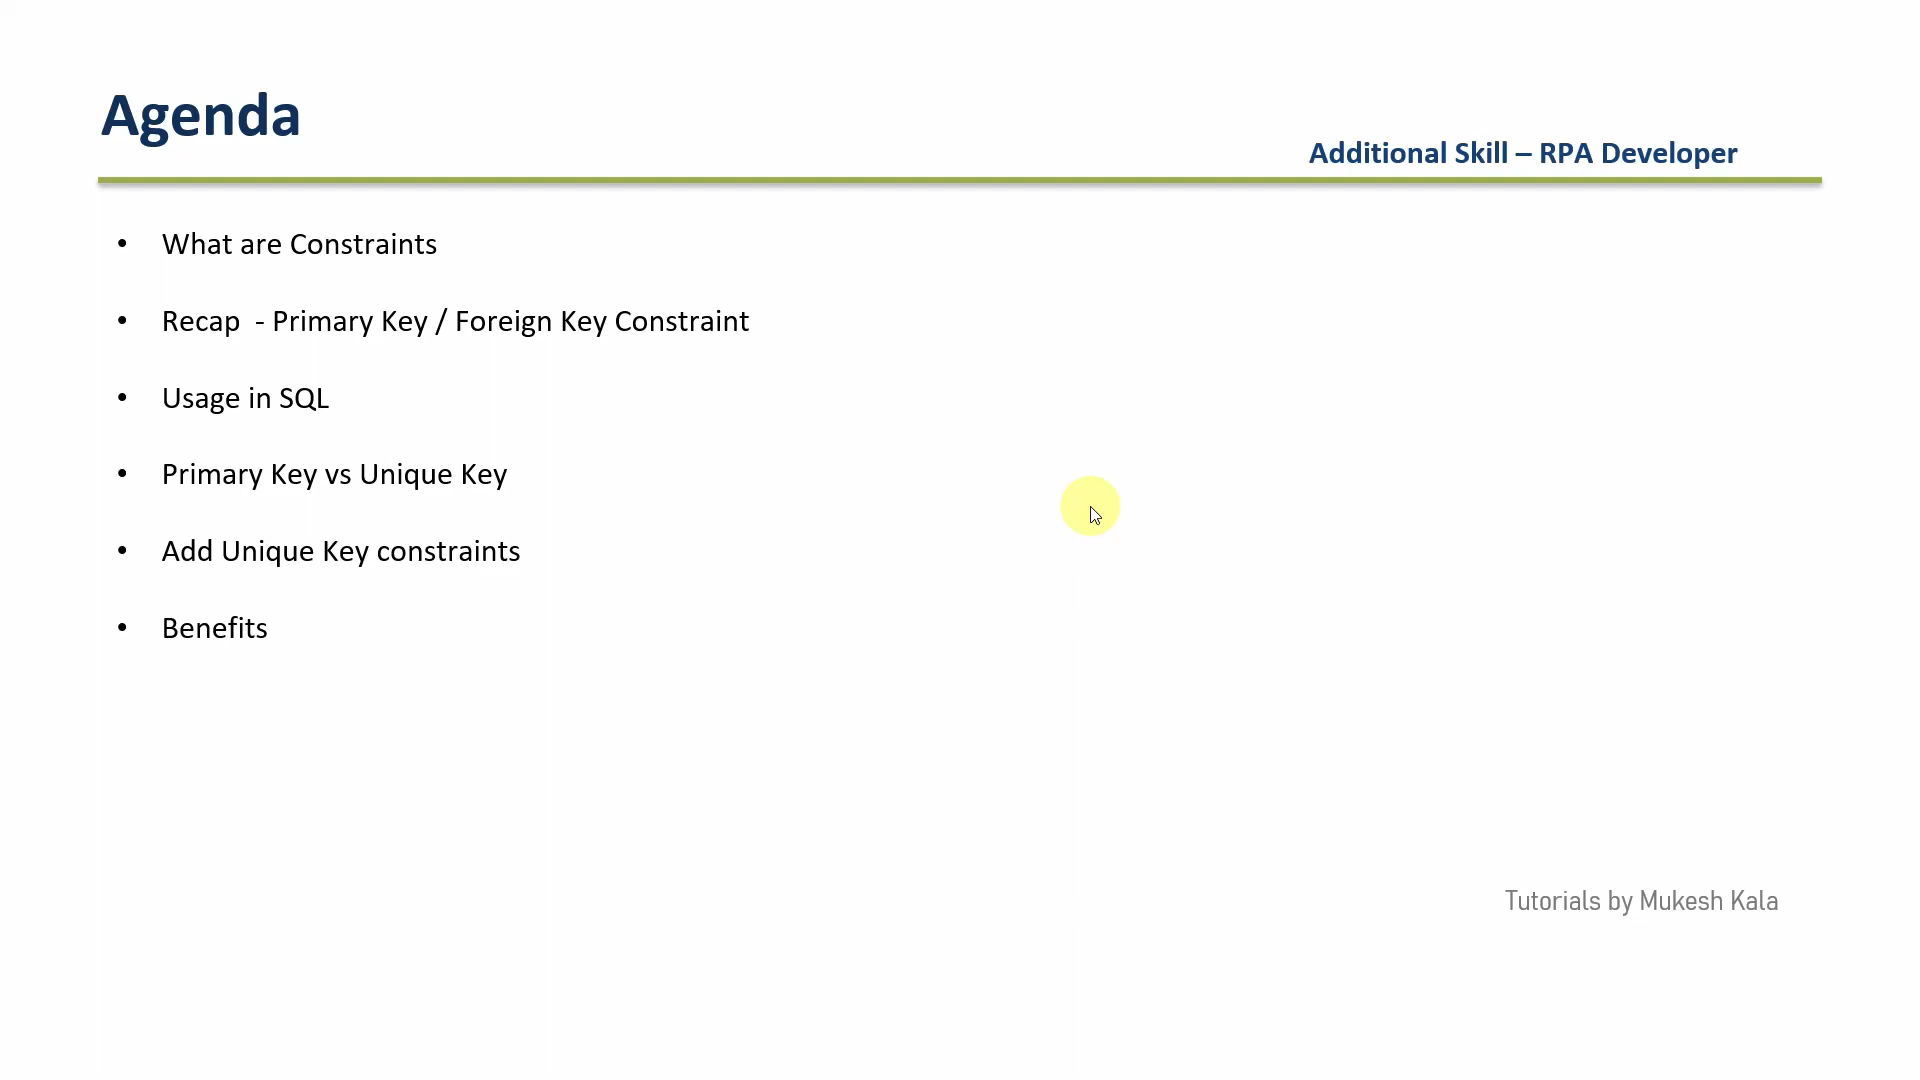 Agenda
Additional Skill – RPA Developer
• What are Constraints
• Recap  - Primary Key / Foreign Key Constraint
• Usage in SQL
• Primary Key vs Unique Key
• Add Unique Key constraints
• Benefits
Tutorials by Mukesh Kala